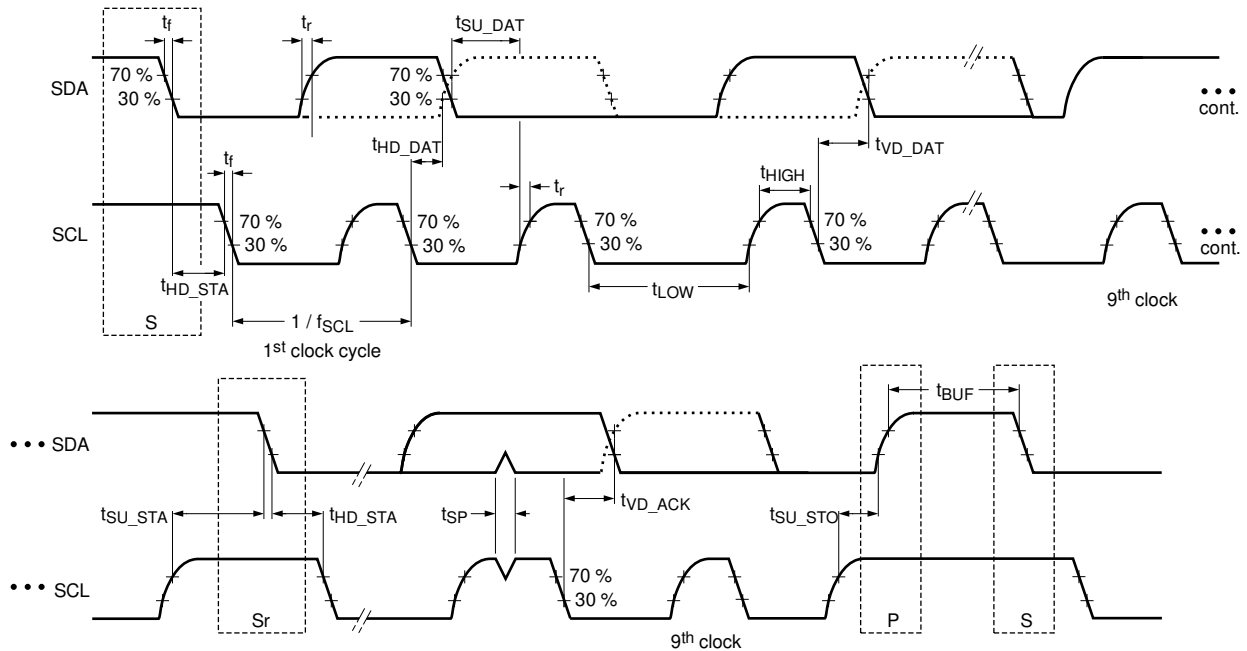 tf
tr
tSU_DAT
70 %
30 %
70 %
30 %
SDA
• • •
cont.
tHD_DAT
tVD_DAT
tf
tr
tHIGH
70 %
30 %
70 %
30 %
70 %
30 %
70 %
30 %
SCL
• • •
cont.
tHD_STA
tLOW
9th clock
S
1 / fSCL
1st clock cycle
tBUF
• • • SDA
tSU_STA
tHD_STA
tSP
tVD_ACK
tSU_STO
70 %
30 %
• • • SCL
Sr
9th clock
P
S